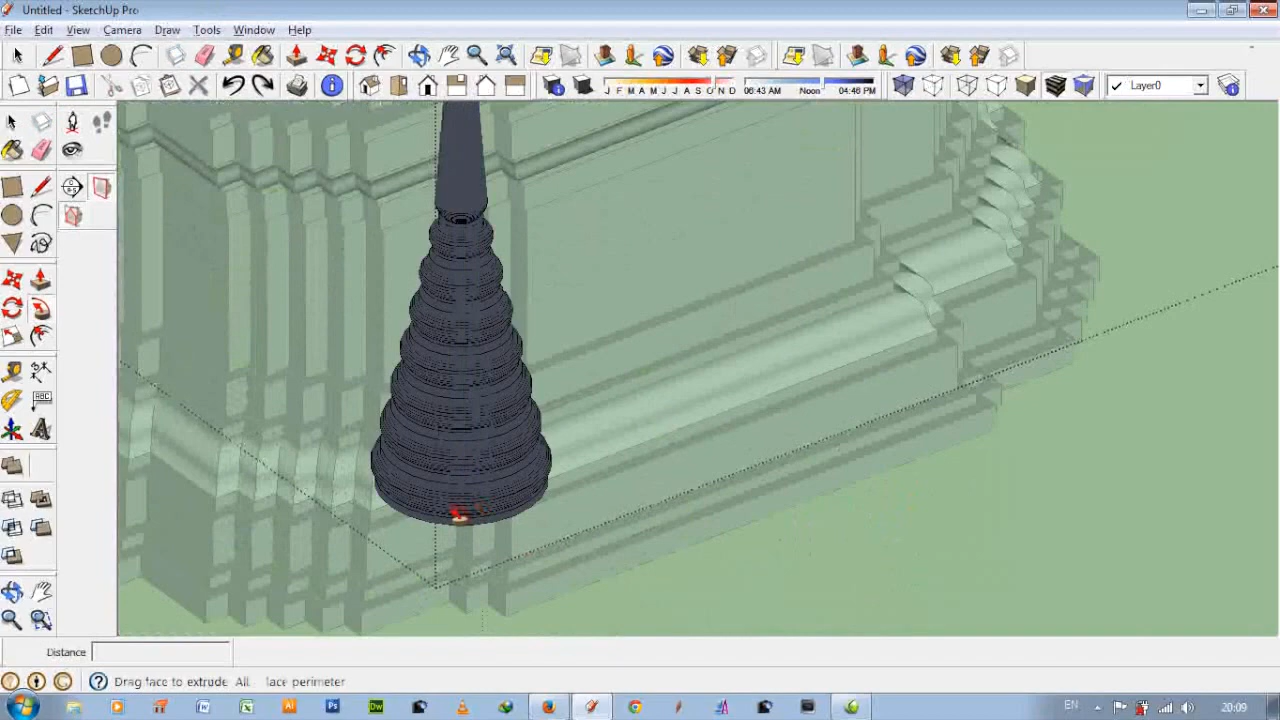 Untitled - SketchUp Pro
File Edit View Camera Draw Tools Window Help
J F M A M J J A S O N D 06:43 AM Noon 04:46 PM
Layer0
ABC
Distance
Drag face to extrude All face perimeter
EN 20:09